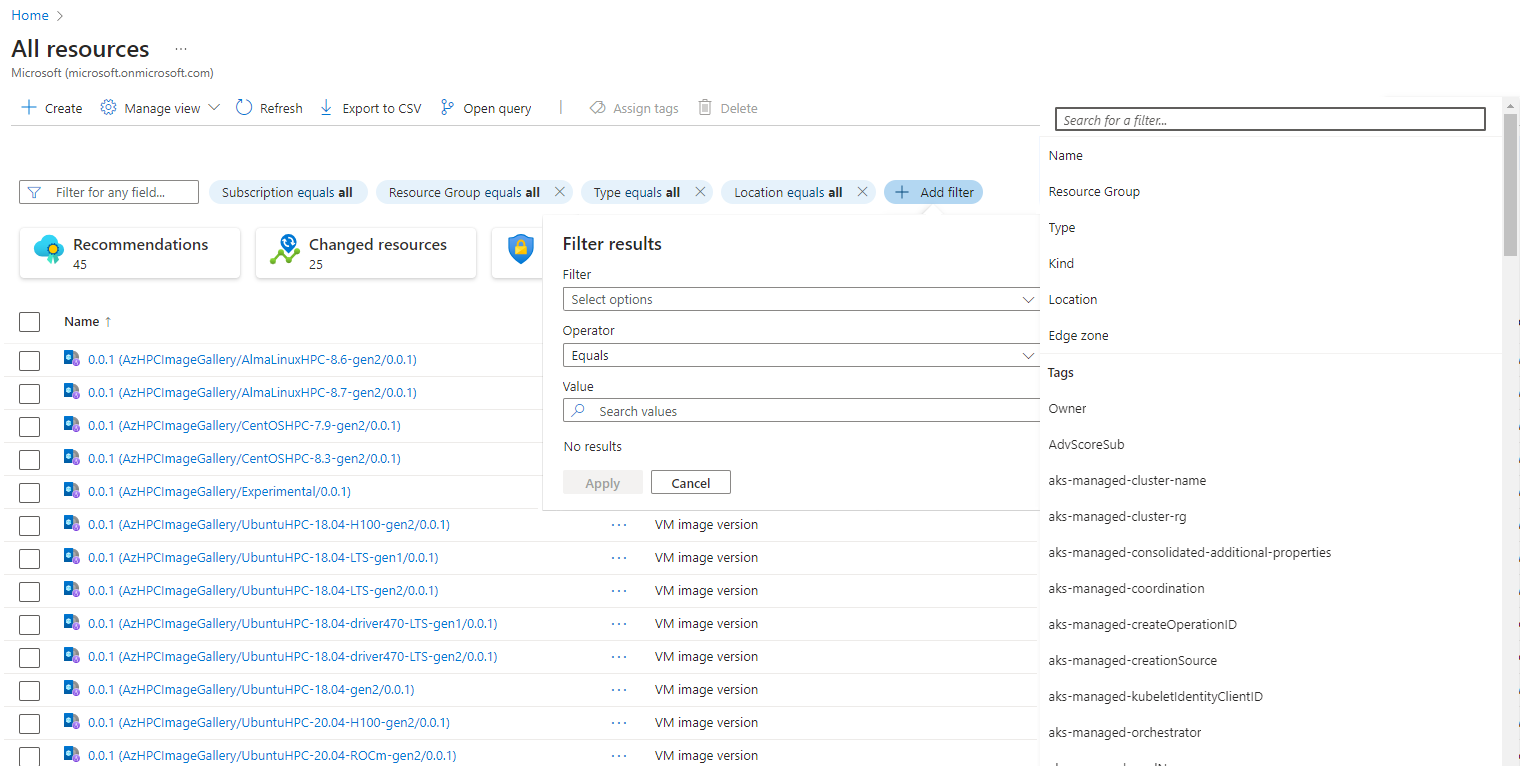 Home
All resources ...
Microsoft (microsoft.onmicrosoft.com)
Create Manage view Refresh Export to CSV Open query | Assign tags Delete
Filter for any field... Subscription equals all Resource Group equals all Type equals all Location equals all Add filter
Recommendations
45
Changed resources
25
Name ↑
0.0.1 (AzHPCImageGallery/AlmaLinuxHPC-8.6-gen2/0.0.1)
0.0.1 (AzHPCImageGallery/AlmaLinuxHPC-8.7-gen2/0.0.1)
0.0.1 (AzHPCImageGallery/CentOSHPC-7.9-gen2/0.0.1)
0.0.1 (AzHPCImageGallery/CentOSHPC-8.3-gen2/0.0.1)
0.0.1 (AzHPCImageGallery/Experimental/0.0.1)
0.0.1 (AzHPCImageGallery/UbuntuHPC-18.04-H100-gen2/0.0.1) ... VM image version
0.0.1 (AzHPCImageGallery/UbuntuHPC-18.04-LTS-gen1/0.0.1) ... VM image version
0.0.1 (AzHPCImageGallery/UbuntuHPC-18.04-LTS-gen2/0.0.1) ... VM image version
0.0.1 (AzHPCImageGallery/UbuntuHPC-18.04-driver470-LTS-gen1/0.0.1) ... VM image version
0.0.1 (AzHPCImageGallery/UbuntuHPC-18.04-driver470-LTS-gen2/0.0.1) ... VM image version
0.0.1 (AzHPCImageGallery/UbuntuHPC-18.04-gen2/0.0.1) ... VM image version
0.0.1 (AzHPCImageGallery/UbuntuHPC-20.04-H100-gen2/0.0.1) ... VM image version
0.0.1 (AzHPCImageGallery/UbuntuHPC-20.04-ROCm-gen2/0.0.1) ... VM image version
Filter results
Filter
Select options
Operator
Equals
Value
Search values
No results
Apply Cancel
Search for a filter...
Name
Resource Group
Type
Kind
Location
Edge zone
Tags
Owner
AdvScoreSub
aks-managed-cluster-name
aks-managed-cluster-rg
aks-managed-consolidated-additional-properties
aks-managed-coordination
aks-managed-createOperationID
aks-managed-creationSource
aks-managed-kubeletIdentityClientID
aks-managed-orchestrator